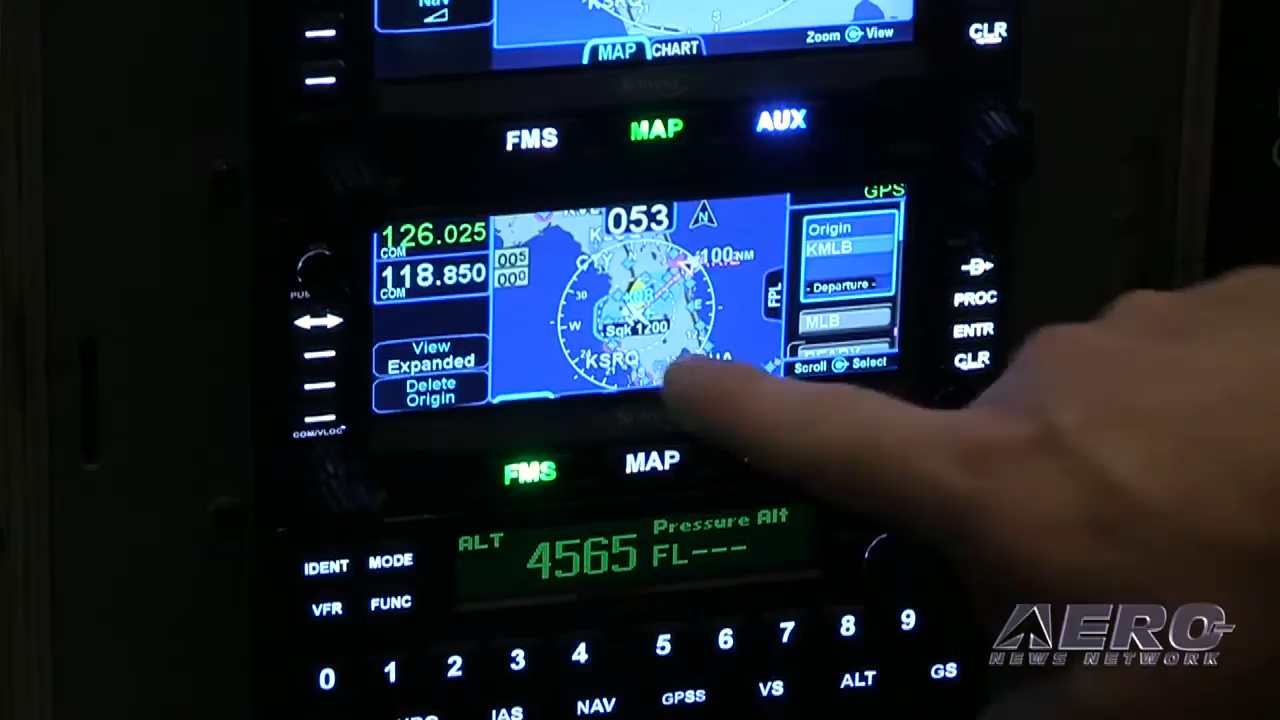 Nav
KSRQ
S
MAP CHART
Zoom View
CLR
FMS MAP AUX
GPS
126.025
COM
118.850
COM
053
N
005
000
100NM
30
N
E
W
12
S
Sqk 1200
KSRQ
FPL
Origin
KMLB
- Departure -
MLB
Scroll Select
View
Expanded
Delete
Origin
D
PROC
ENTR
CLR
COM/VLOC
FMS MAP
ALT 4565 Pressure Alt
FL---
IDENT MODE
VFR FUNC
0 1 2 3 4 5 6 7 8 9
IAS NAV GPSS VS ALT GS
AERO
NEWS NETWORK